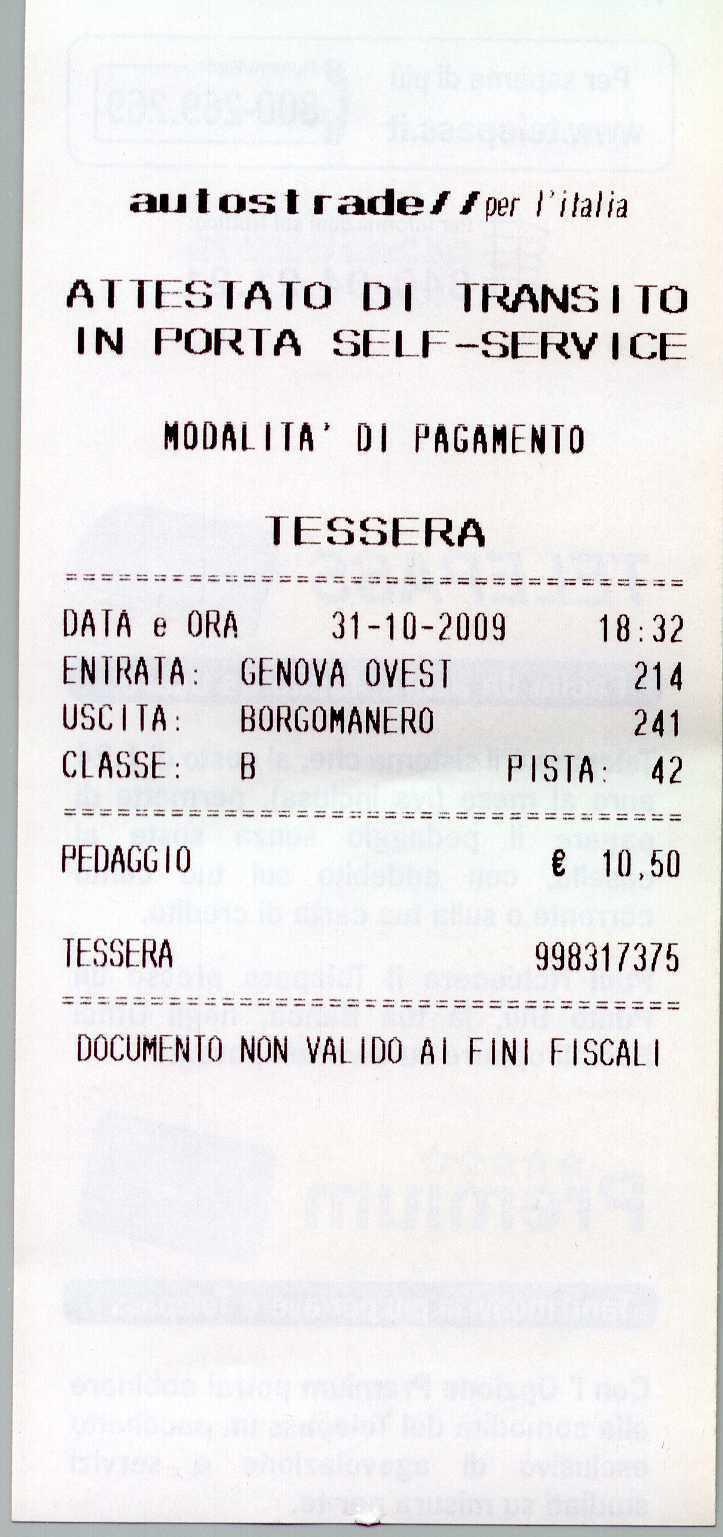 autostrade//per l'italia
ATTESTATO DI TRANSITO
IN PORTA SELF-SERVICE
MODALITA' DI PAGAMENTO
TESSERA
===================================
DATA e ORA 31-10-2009 18:32
ENTRATA: GENOVA OVEST 214
USCITA: BORGOMANERO 241
CLASSE: B PISTA: 42
===================================
PEDAGGIO € 10,50
TESSERA 998317375
===================================
DOCUMENTO NON VALIDO AI FINI FISCALI